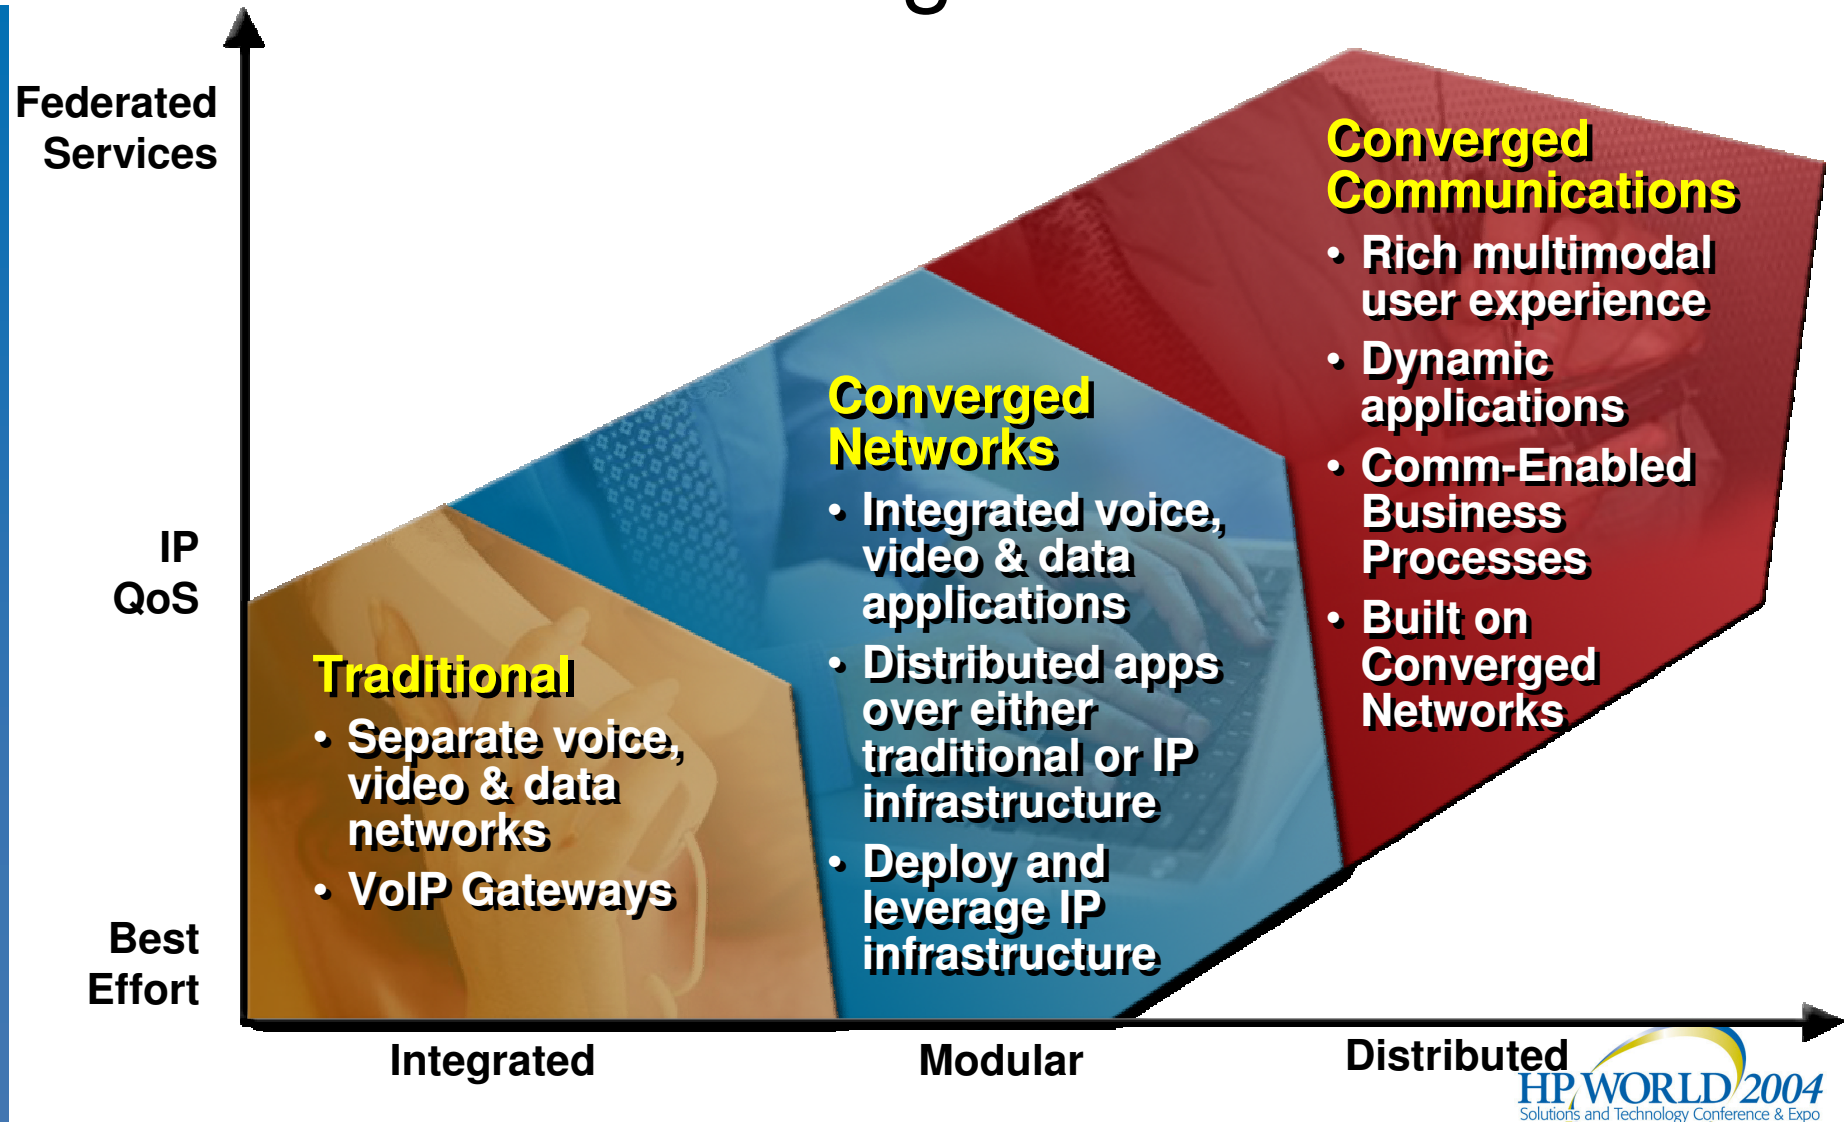 Federated
Services
IP
QoS
Best
Effort
Traditional
• Separate voice,
video & data
networks
• VoIP Gateways
Converged
Networks
• Integrated voice,
video & data
applications
• Distributed apps
over either
traditional or IP
infrastructure
• Deploy and
leverage IP
infrastructure
Converged
Communications
• Rich multimodal
user experience
• Dynamic
applications
• Comm-Enabled
Business
Processes
• Built on
Converged
Networks
Integrated
Modular
Distributed
HP WORLD 2004
Solutions and Technology Conference & Expo